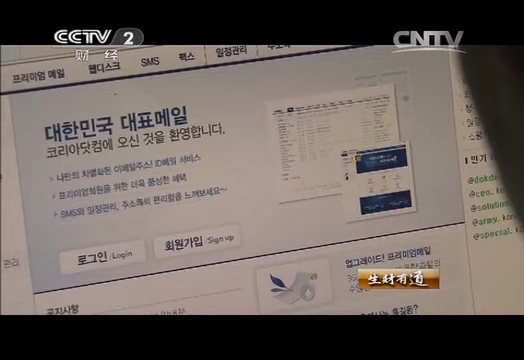 CCTV 2
财经
CNTV
프리미엄 메일 웹디스크 SMS 팩스 일정관리
대한민국 대표메일
코리아닷컴에 오신 것을 환영합니다.
> 나만의 차별화된 이메일주소! ID메일 서비스
> 프리미엄회원을 위한 더욱 풍성한 혜택
> SMS와 일정관리, 주소록의 편리함을 느껴보세요~
로그인 / Login
회원가입 / Sign up
관리
공지사항
업그레이드! 프리미엄메일
인기
@dokdo
@ceo.
@solution
@army.
@special.
生财有道